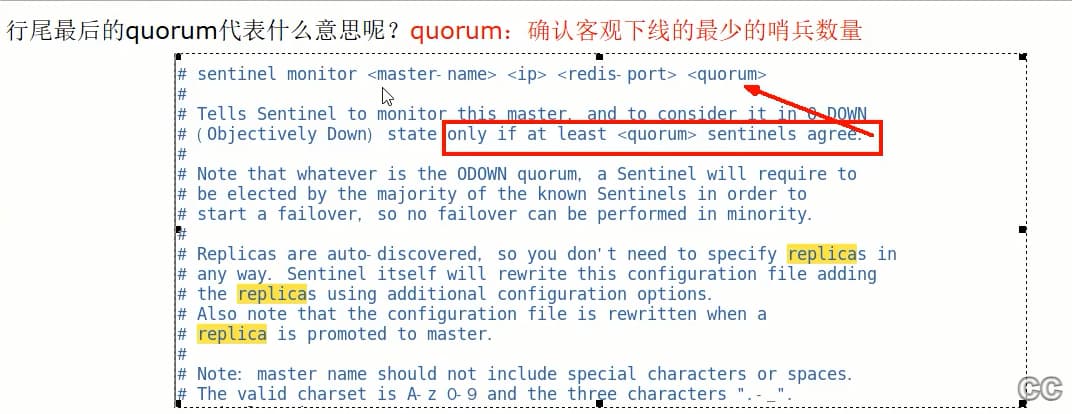 行尾最后的quorum代表什么意思呢？quorum：确认客观下线的最少的哨兵数量
# sentinel monitor <master-name> <ip> <redis-port> <quorum>
#
# Tells Sentinel to monitor this master, and to consider it in O_DOWN
# (Objectively Down) state only if at least <quorum> sentinels agree.
#
# Note that whatever is the ODOWN quorum, a Sentinel will require to
# be elected by the majority of the known Sentinels in order to
# start a failover, so no failover can be performed in minority.
#
# Replicas are auto-discovered, so you don't need to specify replicas in
# any way. Sentinel itself will rewrite this configuration file adding
# the replicas using additional configuration options.
# Also note that the configuration file is rewritten when a
# replica is promoted to master.
#
# Note: master name should not include special characters or spaces.
# The valid charset is A-z 0-9 and the three characters ".-_".
CC